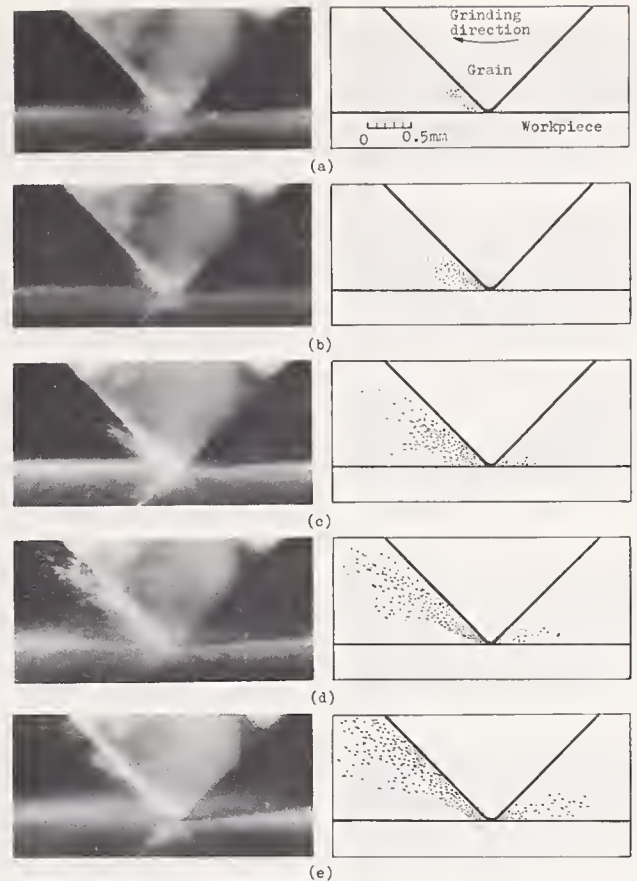 Grinding
direction
Grain
Workpiece
0 0.5mm
(a)
(b)
(c)
(d)
(e)